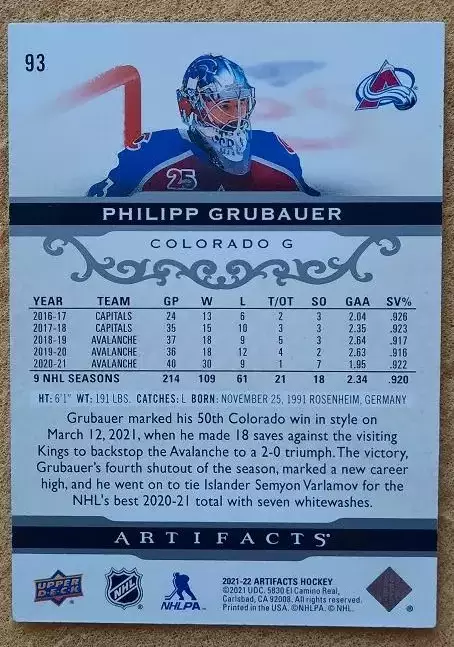 93
25
PHILIPP GRUBAUER
COLORADO G
YEAR TEAM GP W L T/OT SO GAA SV%
2016-17 CAPITALS 24 13 6 2 3 2.04 .926
2017-18 CAPITALS 35 15 10 3 3 2.35 .923
2018-19 AVALANCHE 37 18 9 5 3 2.64 .917
2019-20 AVALANCHE 36 18 12 4 2 2.63 .916
2020-21 AVALANCHE 40 30 9 1 7 1.95 .922
9 NHL SEASONS 214 109 61 21 18 2.34 .920
HT: 6'1" WT: 191 LBS. CATCHES: L BORN: NOVEMBER 25, 1991 ROSENHEIM, GERMANY
Grubauer marked his 50th Colorado win in style on
March 12, 2021, when he made 18 saves against the visiting
Kings to backstop the Avalanche to a 2-0 triumph. The victory,
Grubauer's fourth shutout of the season, marked a new career
high, and he went on to tie Islander Semyon Varlamov for the
NHL's best 2020-21 total with seven whitewashes.
ARTIFACTS
UPPER DECK
NHL
NHLPA
2021-22 ARTIFACTS HOCKEY
©2021 UDC. 5830 El Camino Real,
Carlsbad, CA 92008. All rights reserved.
Printed in the USA. ©NHLPA. © NHL.